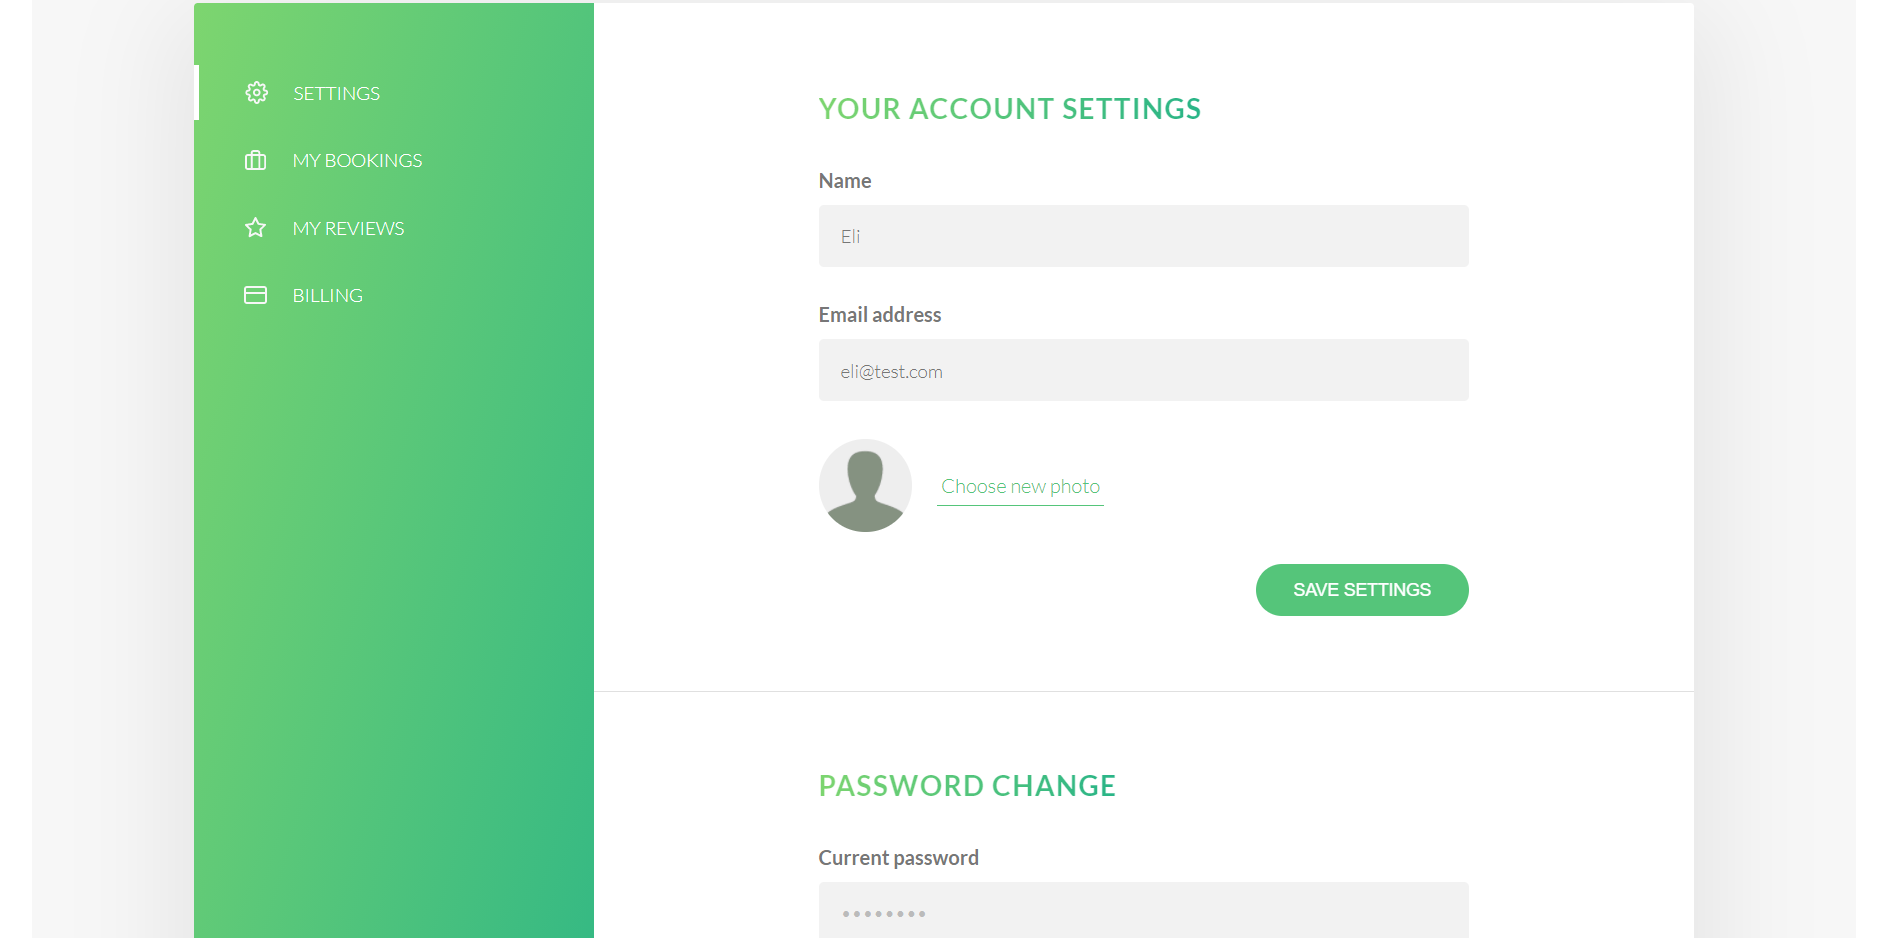 SETTINGS
MY BOOKINGS
MY REVIEWS
BILLING
YOUR ACCOUNT SETTINGS
Name
Eli
Email address
eli@test.com
Choose new photo
SAVE SETTINGS
PASSWORD CHANGE
Current password
••••••••